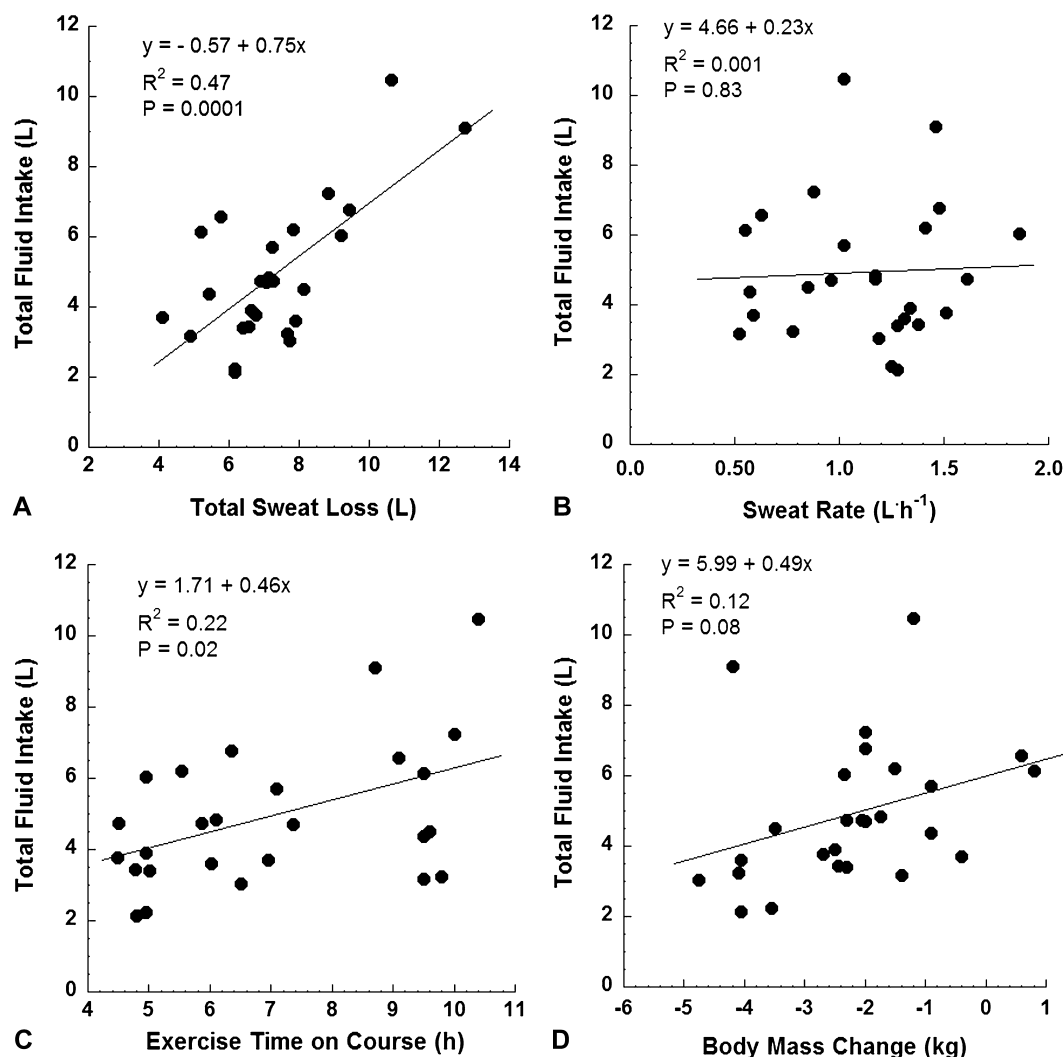 y = - 0.57 + 0.75x
R² = 0.47
P = 0.0001
Total Fluid Intake (L)
12
10
8
6
4
2
0
2 4 6 8 10 12 14
A Total Sweat Loss (L)
y = 4.66 + 0.23x
R² = 0.001
P = 0.83
Total Fluid Intake (L)
12
10
8
6
4
2
0
0.0 0.50 1.0 1.5 2.0
B Sweat Rate (L·h⁻¹)
y = 1.71 + 0.46x
R² = 0.22
P = 0.02
Total Fluid Intake (L)
12
10
8
6
4
2
0
4 5 6 7 8 9 10 11
C Exercise Time on Course (h)
y = 5.99 + 0.49x
R² = 0.12
P = 0.08
Total Fluid Intake (L)
12
10
8
6
4
2
0
-6 -5 -4 -3 -2 -1 0 1
D Body Mass Change (kg)